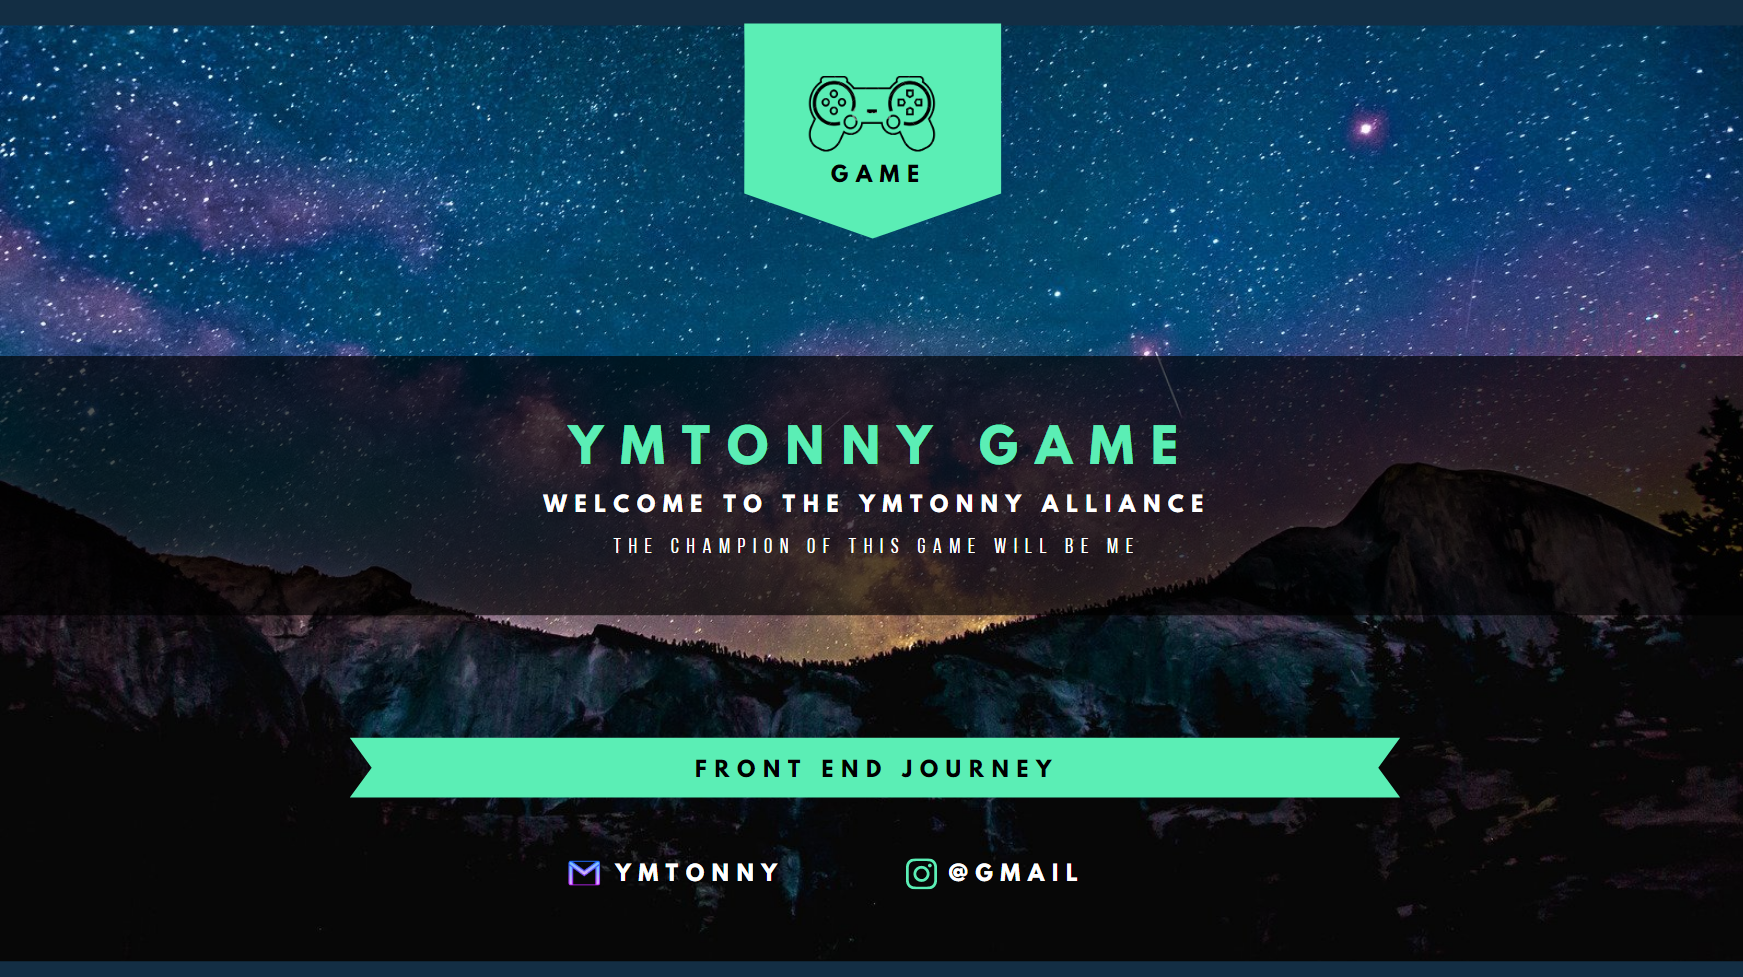 GAME
YMTONNY GAME
WELCOME TO THE YMTONNY ALLIANCE
THE CHAMPION OF THIS GAME WILL BE ME
FRONT END JOURNEY
YMTONNY @GMAIL